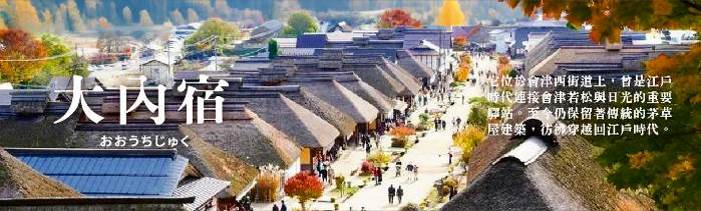 大內宿
おおうちじゅく
它位於會津西街道上，曾是江戶
時代連接會津若松與日光的重要
驛站。至今仍保留著傳統的茅草
屋建築，彷彿穿越回江戶時代。